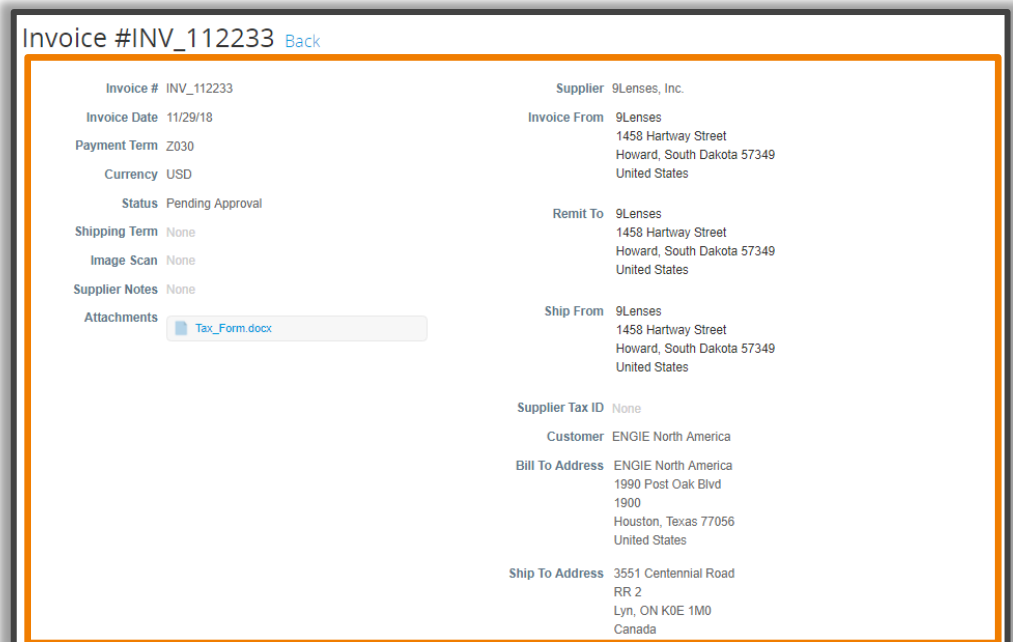 Invoice #INV_112233 Back
Invoice # INV_112233
Invoice Date 11/29/18
Payment Term Z030
Currency USD
Status Pending Approval
Shipping Term None
Image Scan None
Supplier Notes None
Attachments Tax_Form.docx
Supplier 9Lenses, Inc.
Invoice From 9Lenses
1458 Hartway Street
Howard, South Dakota 57349
United States
Remit To 9Lenses
1458 Hartway Street
Howard, South Dakota 57349
United States
Ship From 9Lenses
1458 Hartway Street
Howard, South Dakota 57349
United States
Supplier Tax ID None
Customer ENGIE North America
Bill To Address ENGIE North America
1990 Post Oak Blvd
1900
Houston, Texas 77056
United States
Ship To Address 3551 Centennial Road
RR 2
Lyn, ON K0E 1M0
Canada